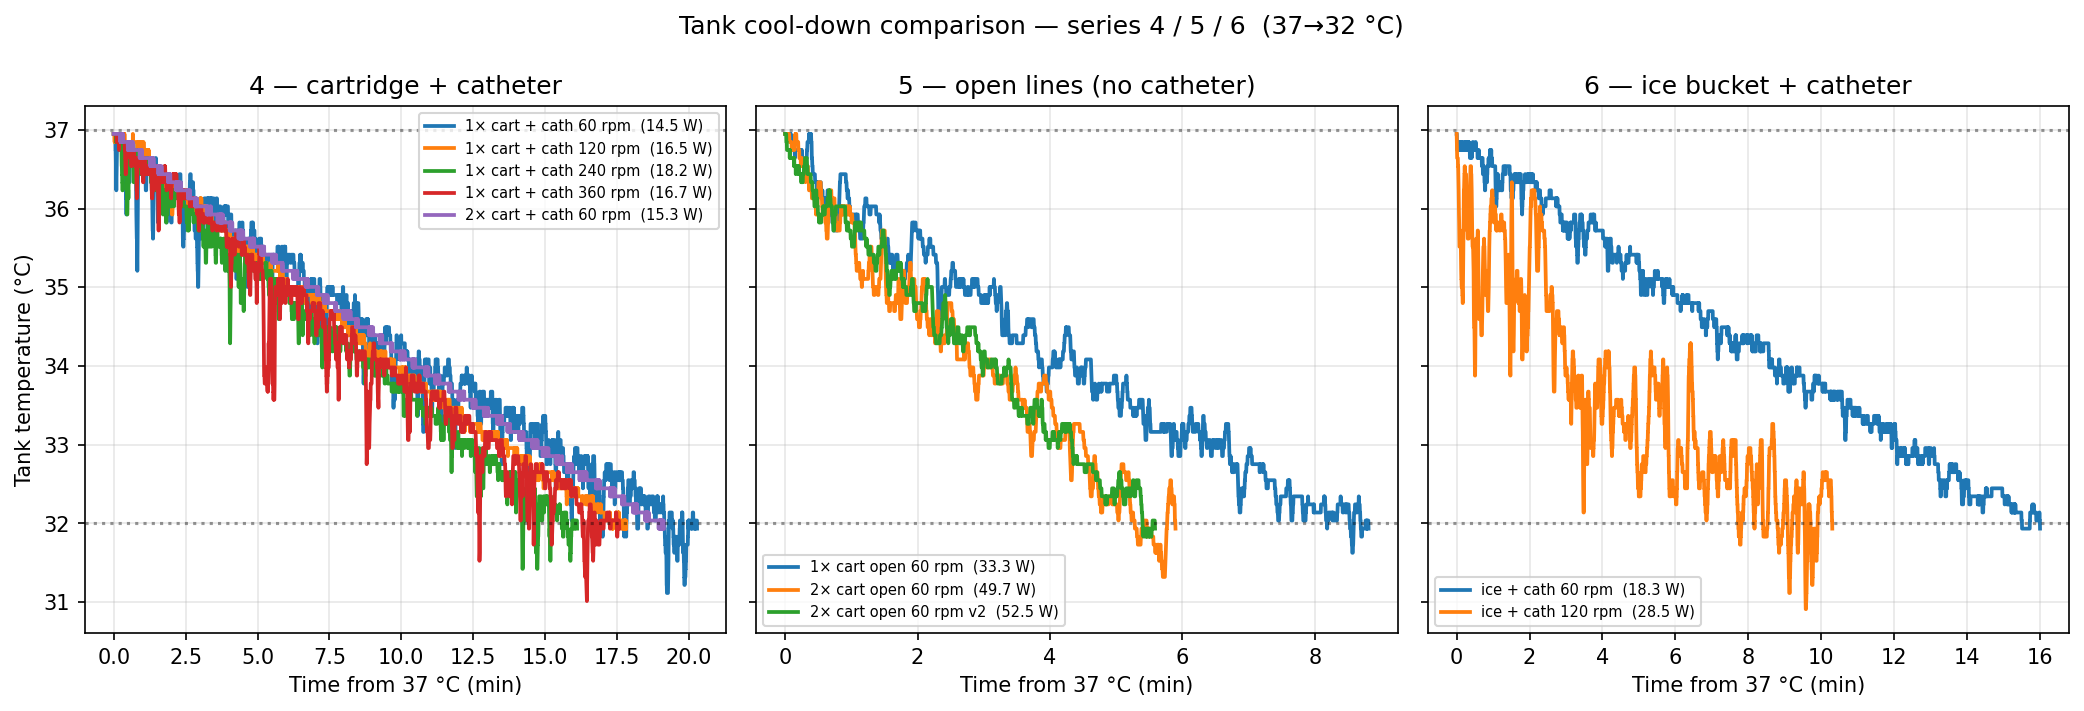 Tank cool-down comparison — series 4 / 5 / 6 (37→32 °C)
4 — cartridge + catheter
Tank temperature (°C)
37
36
35
34
33
32
31
1× cart + cath 60 rpm (14.5 W)
1× cart + cath 120 rpm (16.5 W)
1× cart + cath 240 rpm (18.2 W)
1× cart + cath 360 rpm (16.7 W)
2× cart + cath 60 rpm (15.3 W)
0.0 2.5 5.0 7.5 10.0 12.5 15.0 17.5 20.0
Time from 37 °C (min)
5 — open lines (no catheter)
1× cart open 60 rpm (33.3 W)
2× cart open 60 rpm (49.7 W)
2× cart open 60 rpm v2 (52.5 W)
0 2 4 6 8
Time from 37 °C (min)
6 — ice bucket + catheter
ice + cath 60 rpm (18.3 W)
ice + cath 120 rpm (28.5 W)
0 2 4 6 8 10 12 14 16
Time from 37 °C (min)